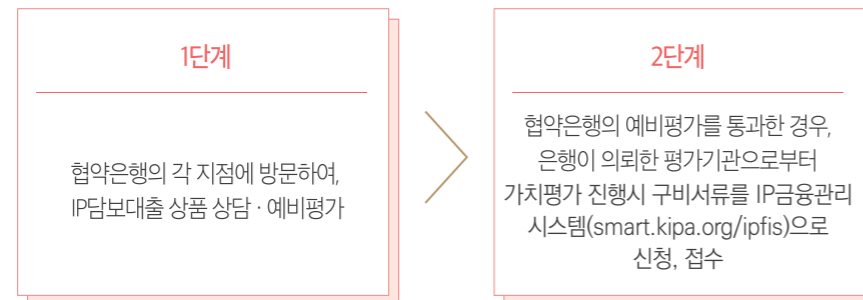 1단계
협약은행의 각 지점에 방문하여,
IP담보대출 상품 상담 · 예비평가
2단계
협약은행의 예비평가를 통과한 경우,
은행이 의뢰한 평가기관으로부터
가치평가 진행시 구비서류를 IP금융관리
시스템(smart.kipa.org/ipfis)으로
신청, 접수